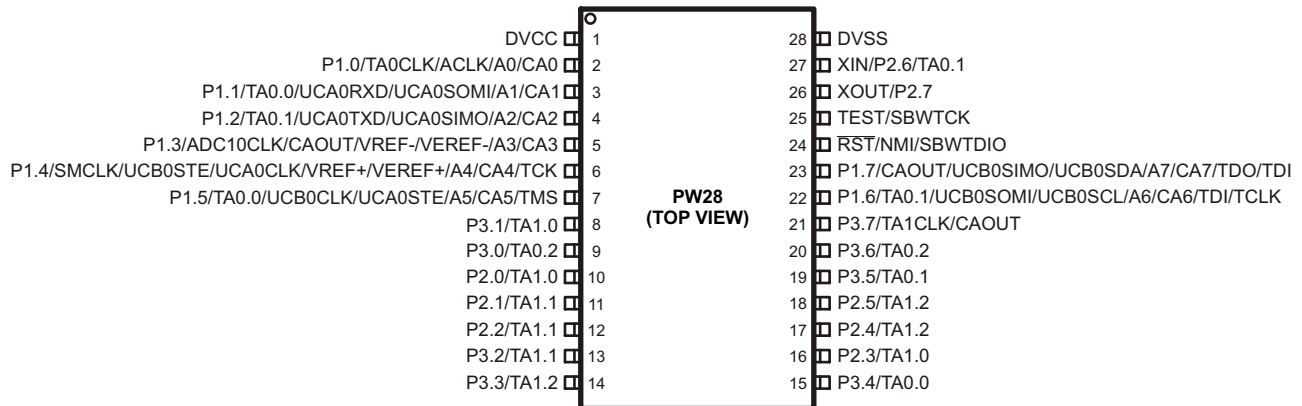 DVCC 1 28 DVSS
P1.0/TA0CLK/ACLK/A0/CA0 2 27 XIN/P2.6/TA0.1
P1.1/TA0.0/UCA0RXD/UCA0SOMI/A1/CA1 3 26 XOUT/P2.7
P1.2/TA0.1/UCA0TXD/UCA0SIMO/A2/CA2 4 25 TEST/SBWTCK
P1.3/ADC10CLK/CAOUT/VREF-/VEREF-/A3/CA3 5 24 RST/NMI/SBWTDIO
P1.4/SMCLK/UCB0STE/UCA0CLK/VREF+/VEREF+/A4/CA4/TCK 6 23 P1.7/CAOUT/UCB0SIMO/UCB0SDA/A7/CA7/TDO/TDI
P1.5/TA0.0/UCB0CLK/UCA0STE/A5/CA5/TMS 7 PW28 22 P1.6/TA0.1/UCB0SOMI/UCB0SCL/A6/CA6/TDI/TCLK
P3.1/TA1.0 8 (TOP VIEW) 21 P3.7/TA1CLK/CAOUT
P3.0/TA0.2 9 20 P3.6/TA0.2
P2.0/TA1.0 10 19 P3.5/TA0.1
P2.1/TA1.1 11 18 P2.5/TA1.2
P2.2/TA1.1 12 17 P2.4/TA1.2
P3.2/TA1.1 13 16 P2.3/TA1.0
P3.3/TA1.2 14 15 P3.4/TA0.0